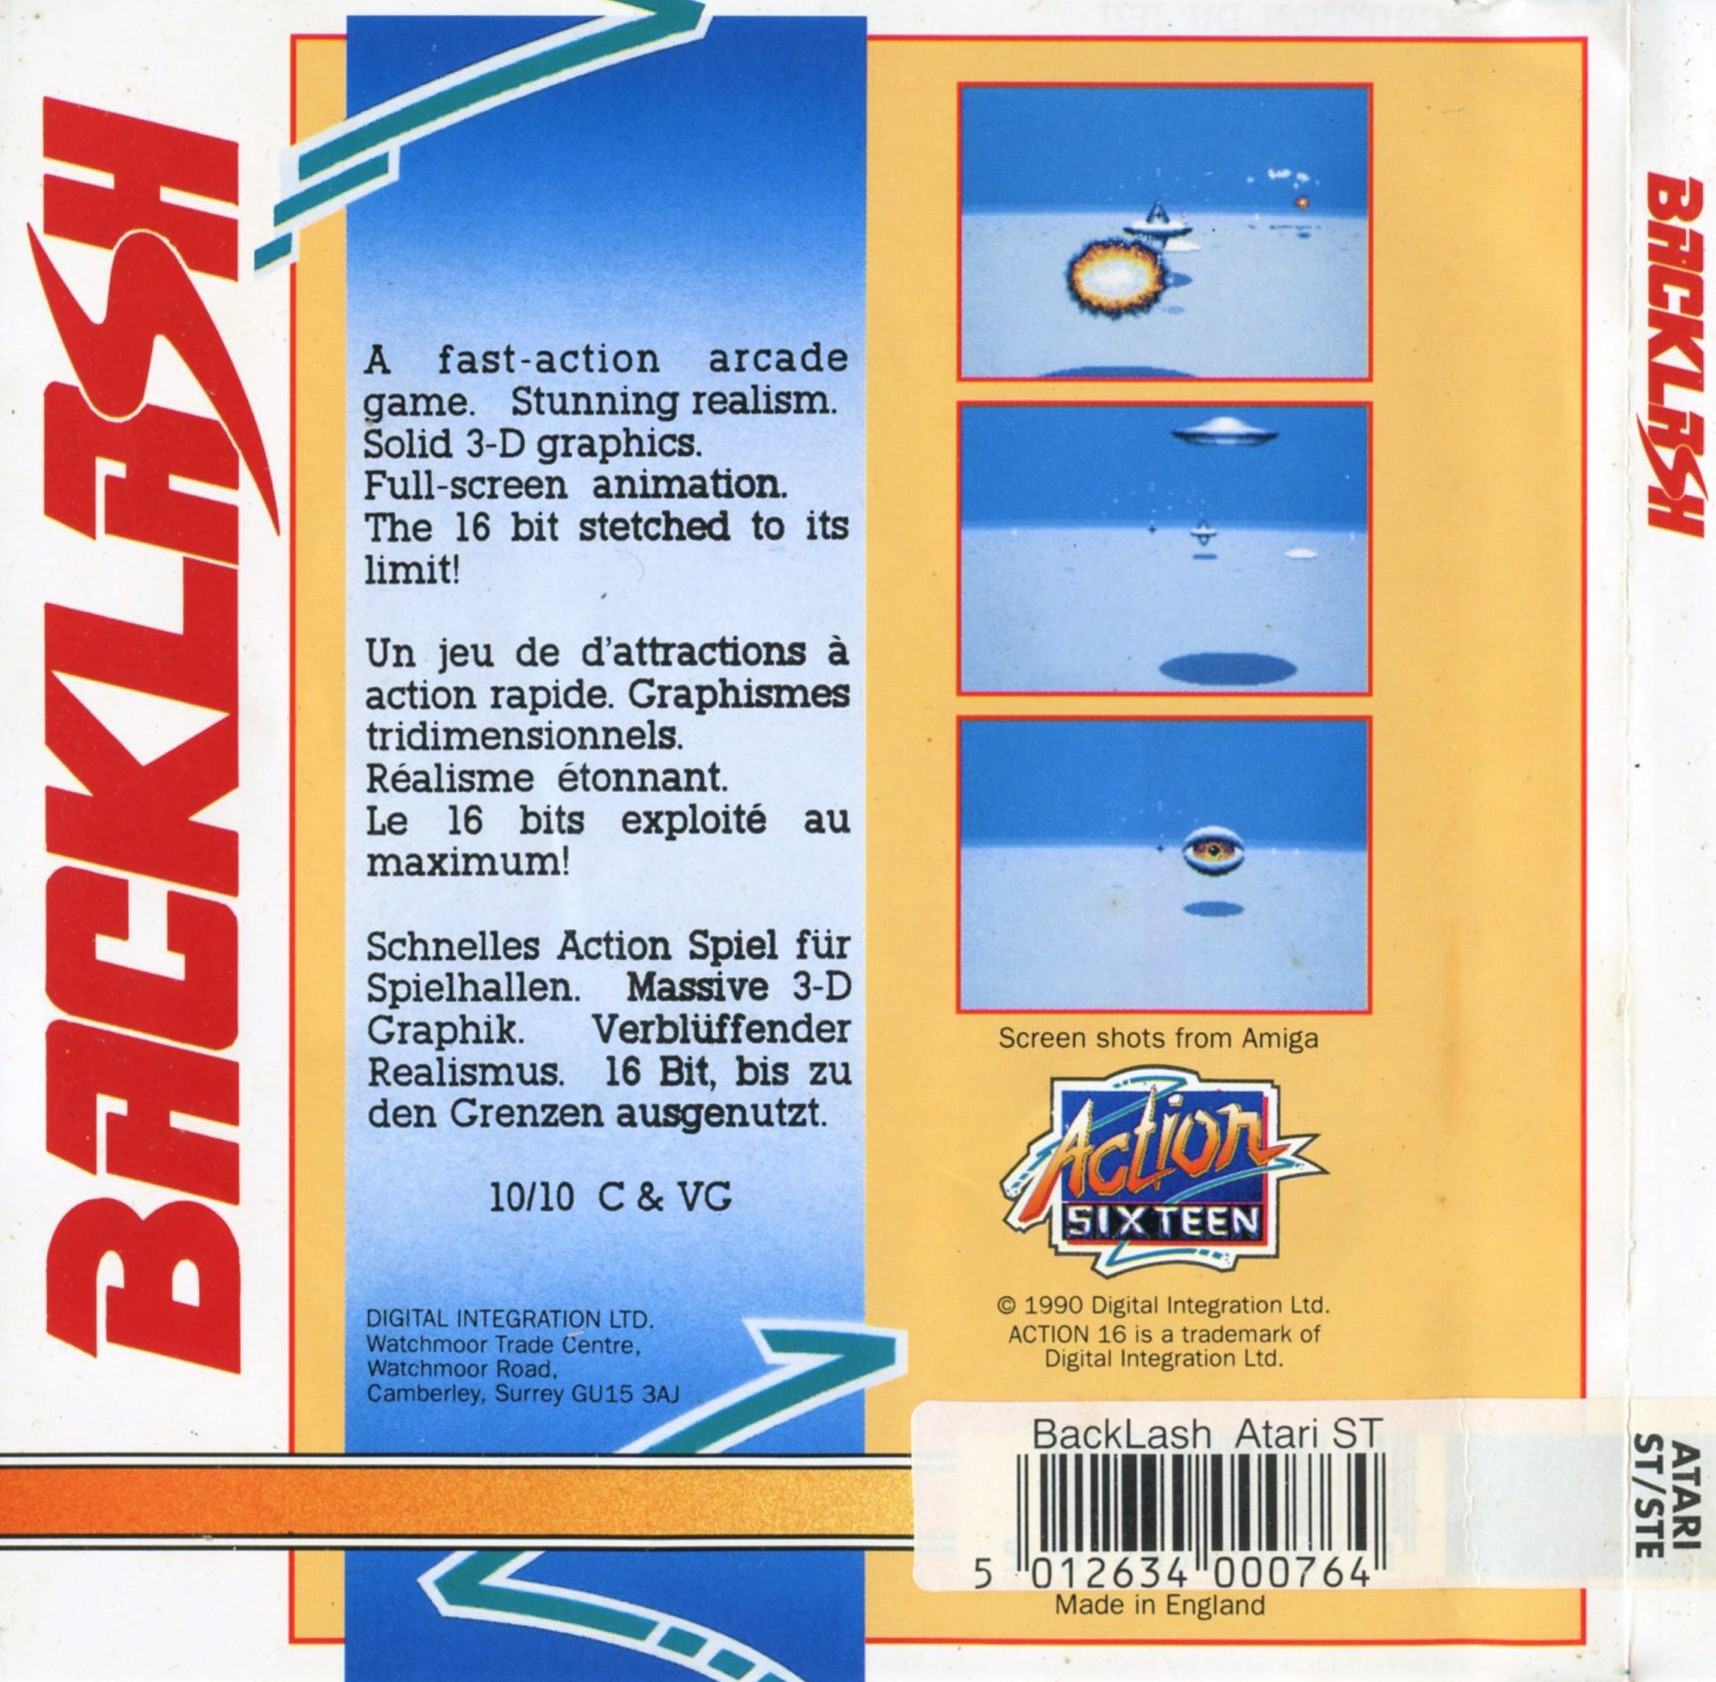 BACKLASH
A fast-action arcade
game. Stunning realism.
Solid 3-D graphics.
Full-screen animation.
The 16 bit stetched to its
limit!
Un jeu de d'attractions à
action rapide. Graphismes
tridimensionnels.
Réalisme étonnant.
Le 16 bits exploité au
maximum!
Schnelles Action Spiel für
Spielhallen. Massive 3-D
Graphik. Verblüffender
Realismus. 16 Bit, bis zu
den Grenzen ausgenutzt.
10/10 C & VG
DIGITAL INTEGRATION LTD.
Watchmoor Trade Centre,
Watchmoor Road,
Camberley, Surrey GU15 3AJ
Screen shots from Amiga
Action
SIXTEEN
© 1990 Digital Integration Ltd.
ACTION 16 is a trademark of
Digital Integration Ltd.
BackLash Atari ST
5 012634 000764
Made in England
BACKLASH
ATARI
ST/STE